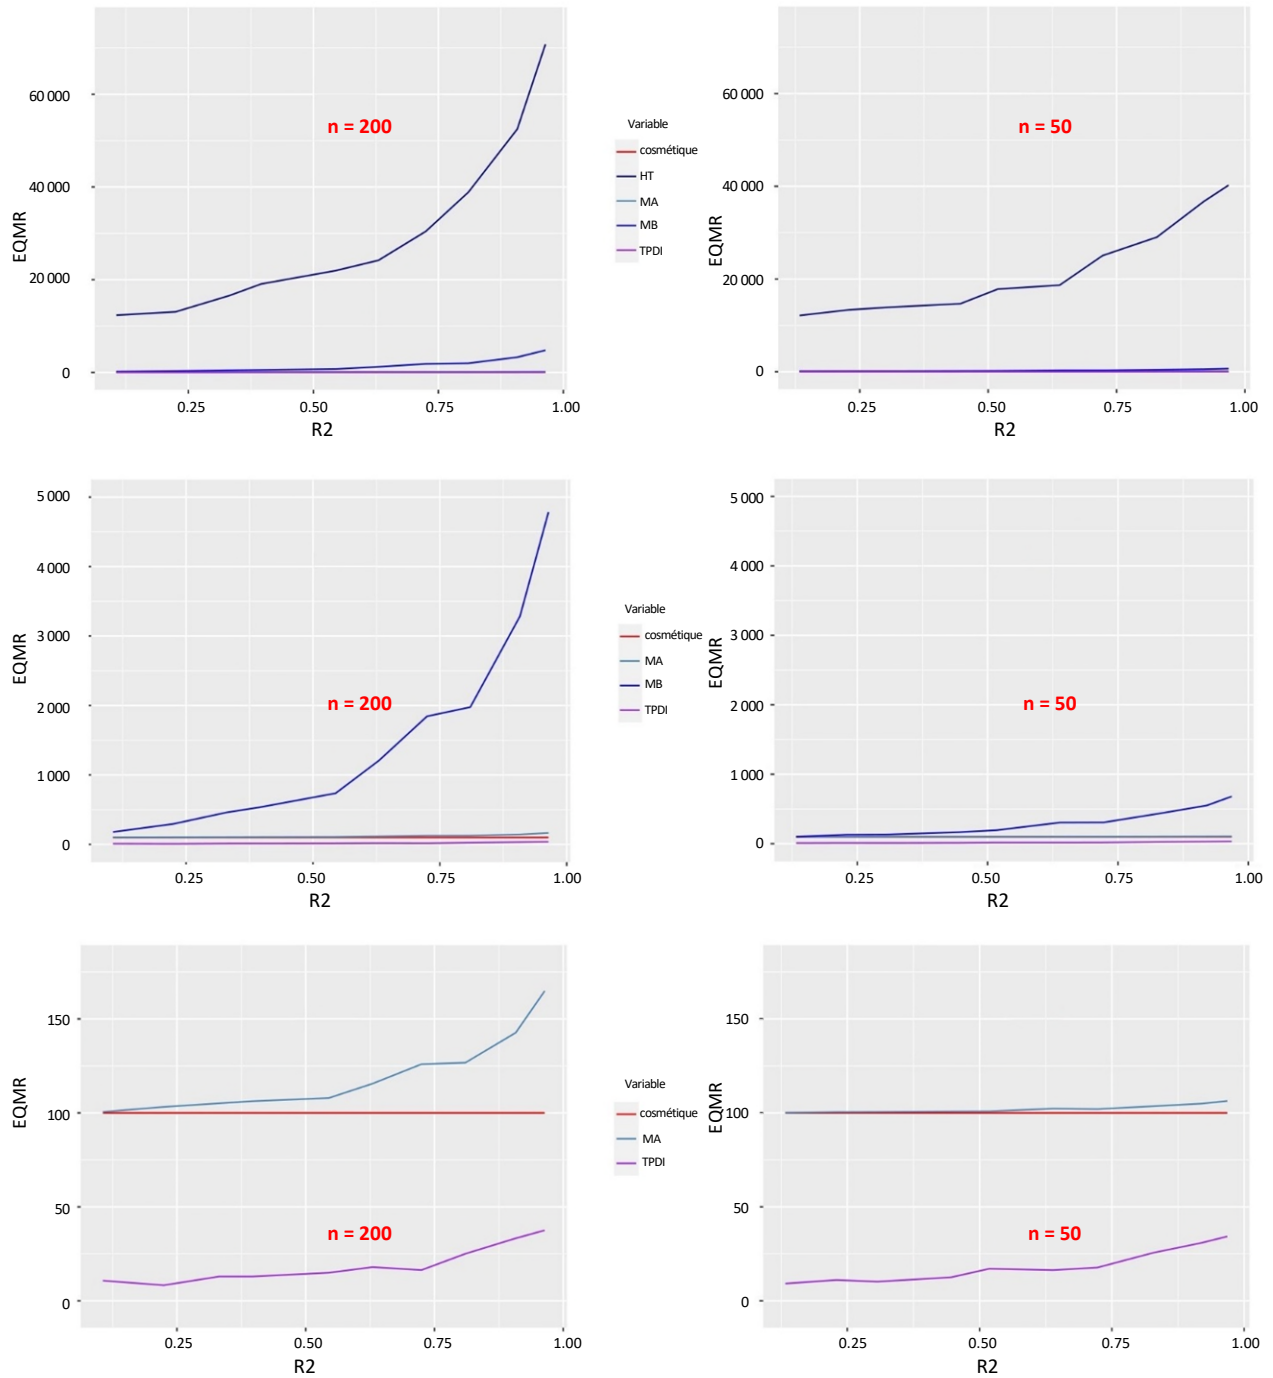 60 000
40 000
20 000
0
EQMR
n = 200
0.25 0.50 0.75 1.00
R2
Variable
cosmétique
HT
MA
MB
TPDI
60 000
40 000
20 000
0
EQMR
n = 50
0.25 0.50 0.75 1.00
R2
5 000
4 000
3 000
2 000
1 000
0
EQMR
n = 200
0.25 0.50 0.75 1.00
R2
Variable
cosmétique
MA
MB
TPDI
5 000
4 000
3 000
2 000
1 000
0
EQMR
n = 50
0.25 0.50 0.75 1.00
R2
150
100
50
0
EQMR
n = 200
0.25 0.50 0.75 1.00
R2
Variable
cosmétique
MA
TPDI
150
100
50
0
EQMR
n = 50
0.25 0.50 0.75 1.00
R2